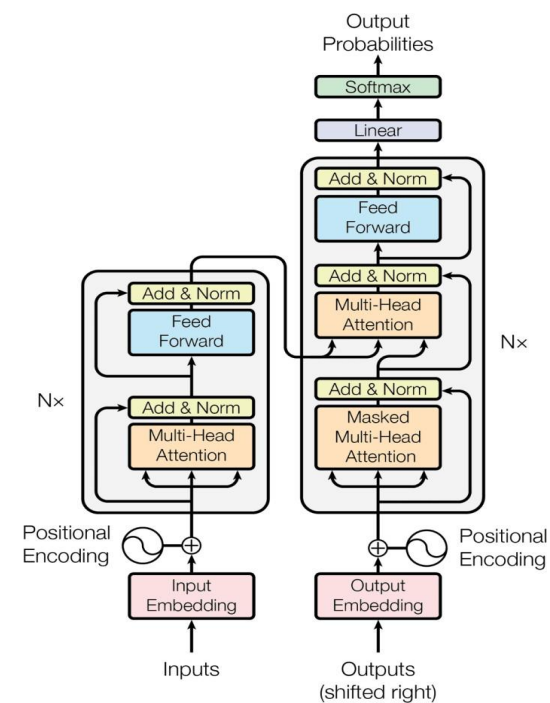 Output
Probabilities
Softmax
Linear
Add & Norm
Feed
Forward
Add & Norm
Multi-Head
Attention
Add & Norm
Masked
Multi-Head
Attention
N×
Add & Norm
Feed
Forward
Add & Norm
Multi-Head
Attention
N×
Positional
Encoding
Positional
Encoding
Input
Embedding
Output
Embedding
Inputs
Outputs
(shifted right)